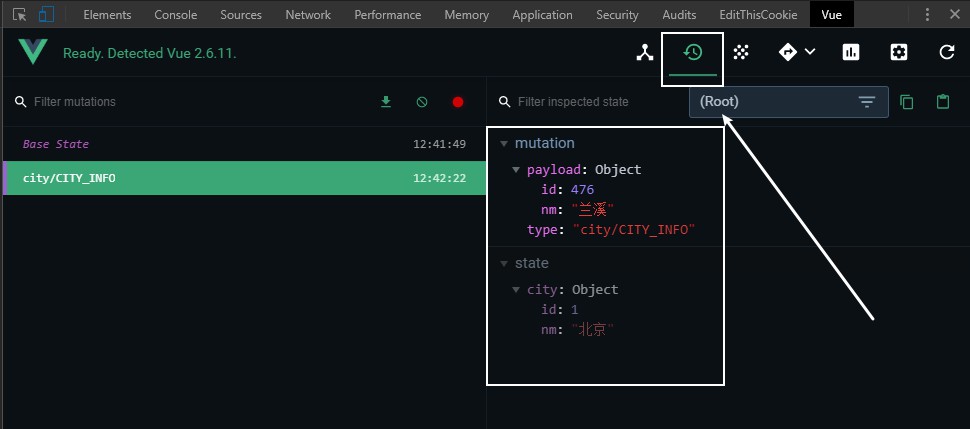 Elements Console Sources Network Performance Memory Application Security Audits EditThisCookie Vue
Ready. Detected Vue 2.6.11.
Filter mutations
Filter inspected state
(Root)
Base State 12:41:49
city/CITY_INFO 12:42:22
mutation
payload: Object
id: 476
nm: "兰溪"
type: "city/CITY_INFO"
state
city: Object
id: 1
nm: "北京"